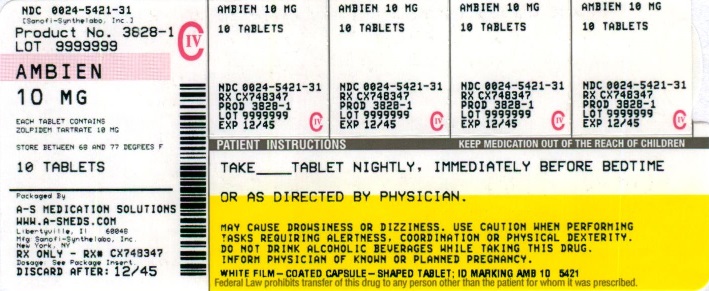 NDC 0024-5421-31
[Sanofi-Synthelabo, Inc.]
Product No. 3828-1
LOT 9999999
CIV
AMBIEN
10 MG
EACH TABLET CONTAINS
ZOLPIDEM TARTRATE 10 MG
STORE BETWEEN 68 AND 77 DEGREES F
10 TABLETS
Packaged By
A-S MEDICATION SOLUTIONS
WWW.A-SMEDS.COM
Libertyville, Il 60048
Mfg Sanofi-Synthelabo, Inc.
New York, NY
RX ONLY - RX# CX748347
Dosage: See Package Insert.
DISCARD AFTER: 12/45
AMBIEN 10 MG
10 TABLETS
NDC 0024-5421-31
RX CX748347
PROD 3828-1
LOT 9999999
EXP 12/45
CIV
AMBIEN 10 MG
10 TABLETS
NDC 0024-5421-31
RX CX748347
PROD 3828-1
LOT 9999999
EXP 12/45
CIV
AMBIEN 10 MG
10 TABLETS
NDC 0024-5421-31
RX CX748347
PROD 3828-1
LOT 9999999
EXP 12/45
CIV
AMBIEN 10 MG
10 TABLETS
NDC 0024-5421-31
RX CX748347
PROD 3828-1
LOT 9999999
EXP 12/45
CIV
PATIENT INSTRUCTIONS KEEP MEDICATION OUT OF THE REACH OF CHILDREN
TAKE____TABLET NIGHTLY, IMMEDIATELY BEFORE BEDTIME
OR AS DIRECTED BY PHYSICIAN.
MAY CAUSE DROWSINESS OR DIZZINESS. USE CAUTION WHEN PERFORMING
TASKS REQUIRING ALERTNESS, COORDINATION OR PHYSICAL DEXTERITY.
DO NOT DRINK ALCOHOLIC BEVERAGES WHILE TAKING THIS DRUG.
INFORM PHYSICIAN OF KNOWN OR PLANNED PREGNANCY.
WHITE FILM-COATED CAPSULE-SHAPED TABLET; ID MARKING AMB 10 5421
Federal Law prohibits transfer of this drug to any person other than the patient for whom it was prescribed.